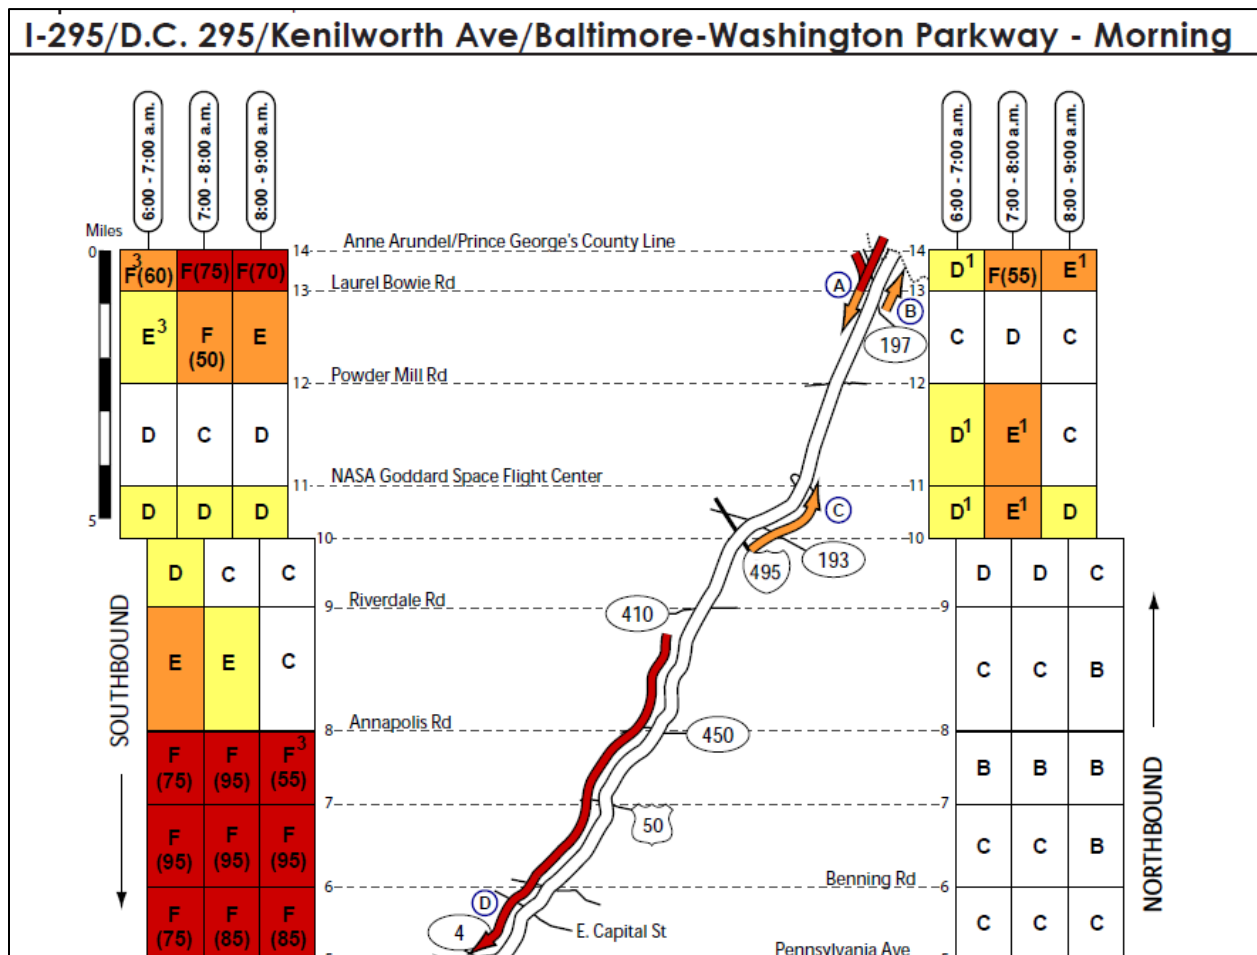 I-295/D.C. 295/Kenilworth Ave/Baltimore-Washington Parkway - Morning
6:00 - 7:00 a.m.
7:00 - 8:00 a.m.
8:00 - 9:00 a.m.
6:00 - 7:00 a.m.
7:00 - 8:00 a.m.
8:00 - 9:00 a.m.
Miles
0 3 F(60) F(75) F(70) 14 Anne Arundel/Prince George's County Line 14 D1 F(55) E1
13 Laurel Bowie Rd A 13
B
E3 F (50) E 197 C D C
12 Powder Mill Rd 12
D C D D1 E1 C
11 NASA Goddard Space Flight Center 11
5 D D D C D1 E1 D
10 193 10
495
D C C D D C
9 Riverdale Rd 410 9
SOUTHBOUND
E E C C C B
8 Annapolis Rd 450 8
F (75) F (95) F3 (55) B B B
7 50 7
NORTHBOUND
F (95) F (95) F (95) C C B
6 Benning Rd 6
D
F (75) F (85) F (85) 4 E. Capital St C C C
Pennsylvania Ave